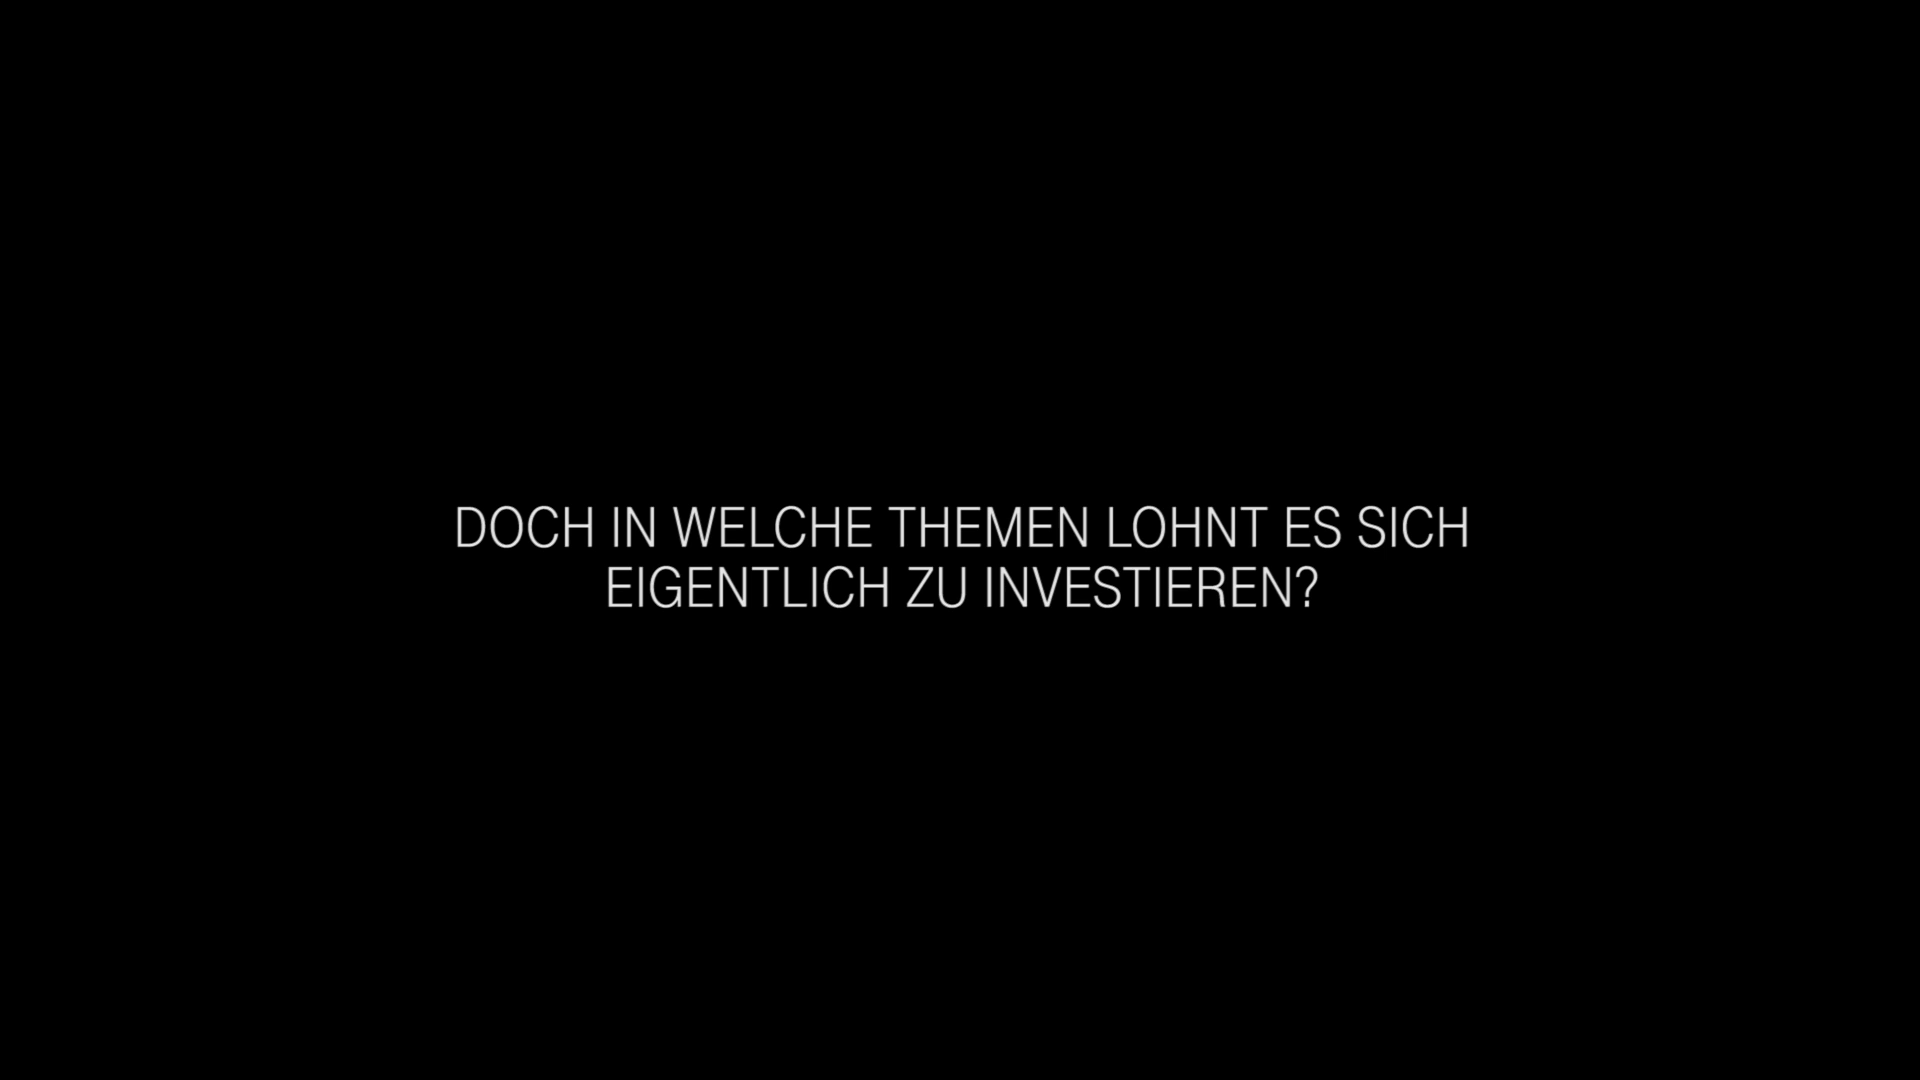 DOCH IN WELCHE THEMEN LOHNT ES SICH
EIGENTLICH ZU INVESTIEREN?